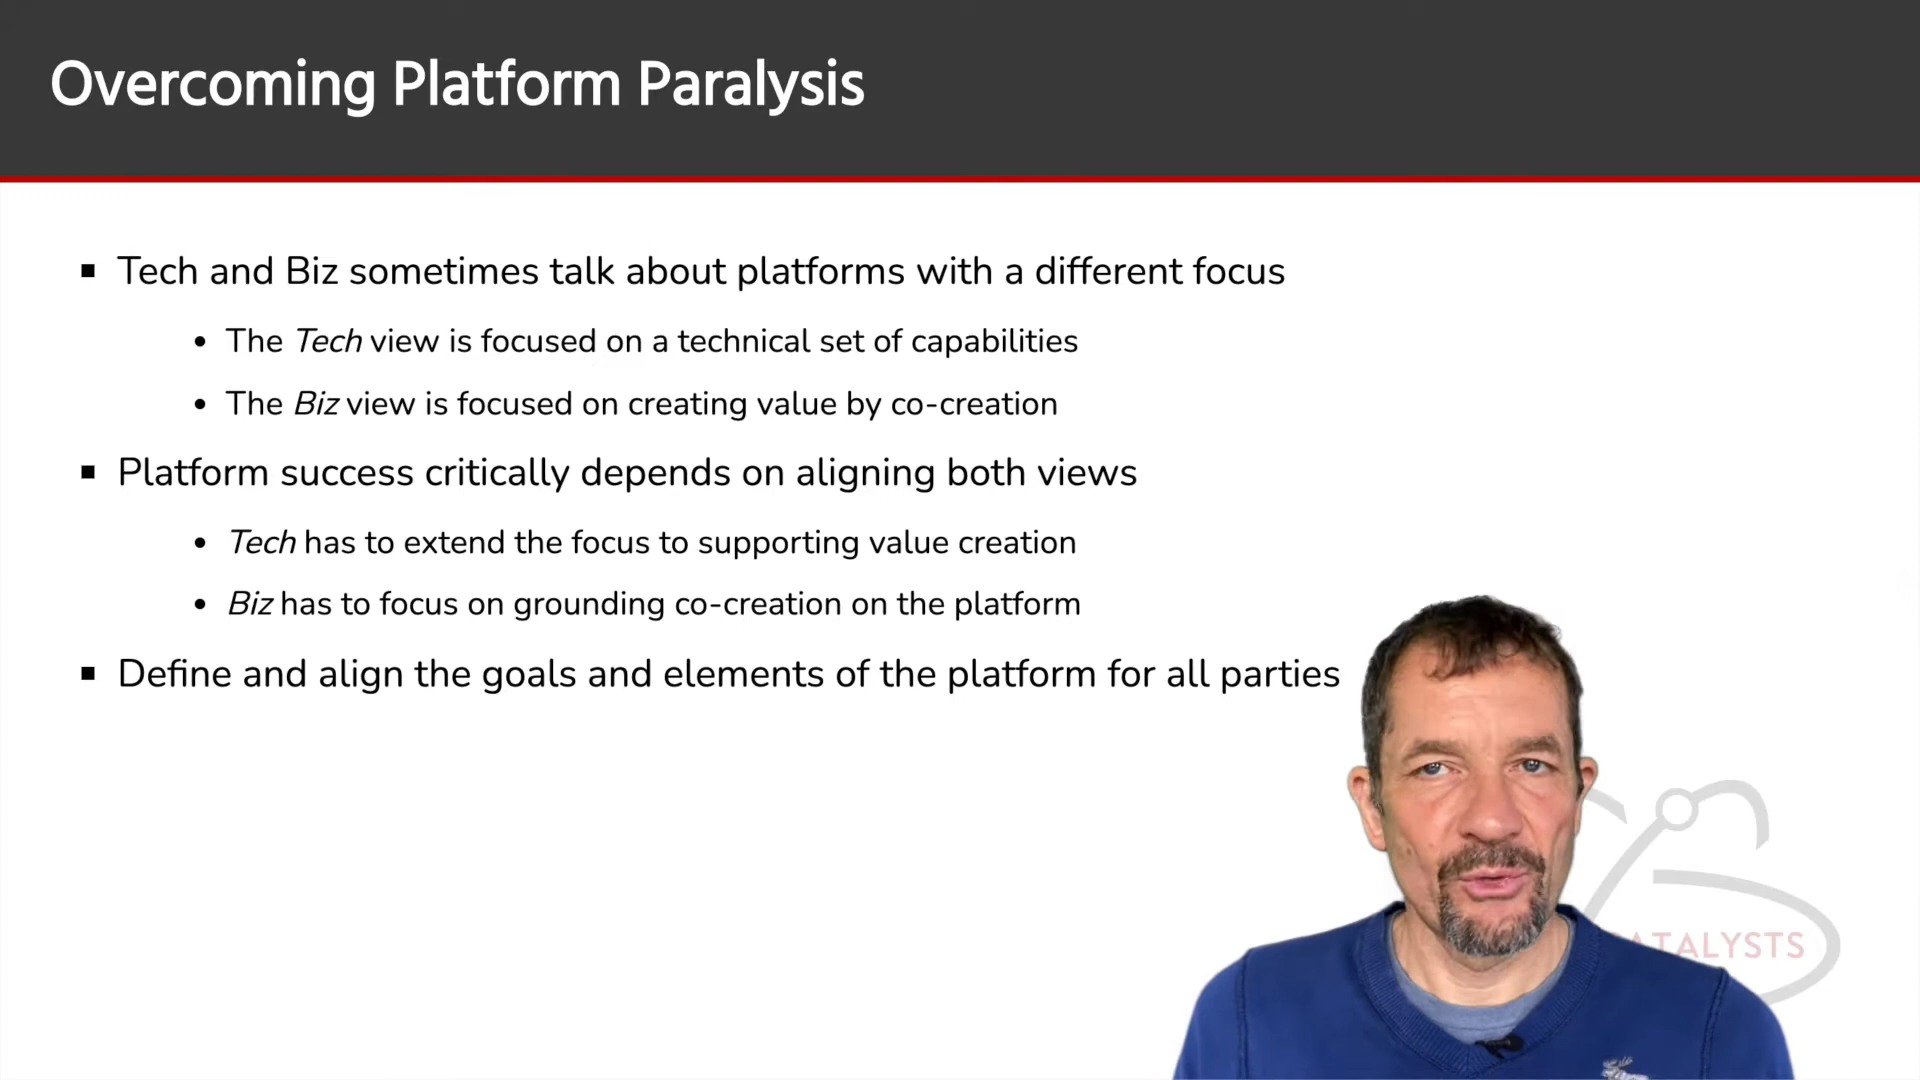 Overcoming Platform Paralysis
Tech and Biz sometimes talk about platforms with a different focus
The Tech view is focused on a technical set of capabilities
The Biz view is focused on creating value by co-creation
Platform success critically depends on aligning both views
Tech has to extend the focus to supporting value creation
Biz has to focus on grounding co-creation on the platform
Define and align the goals and elements of the platform for all parties